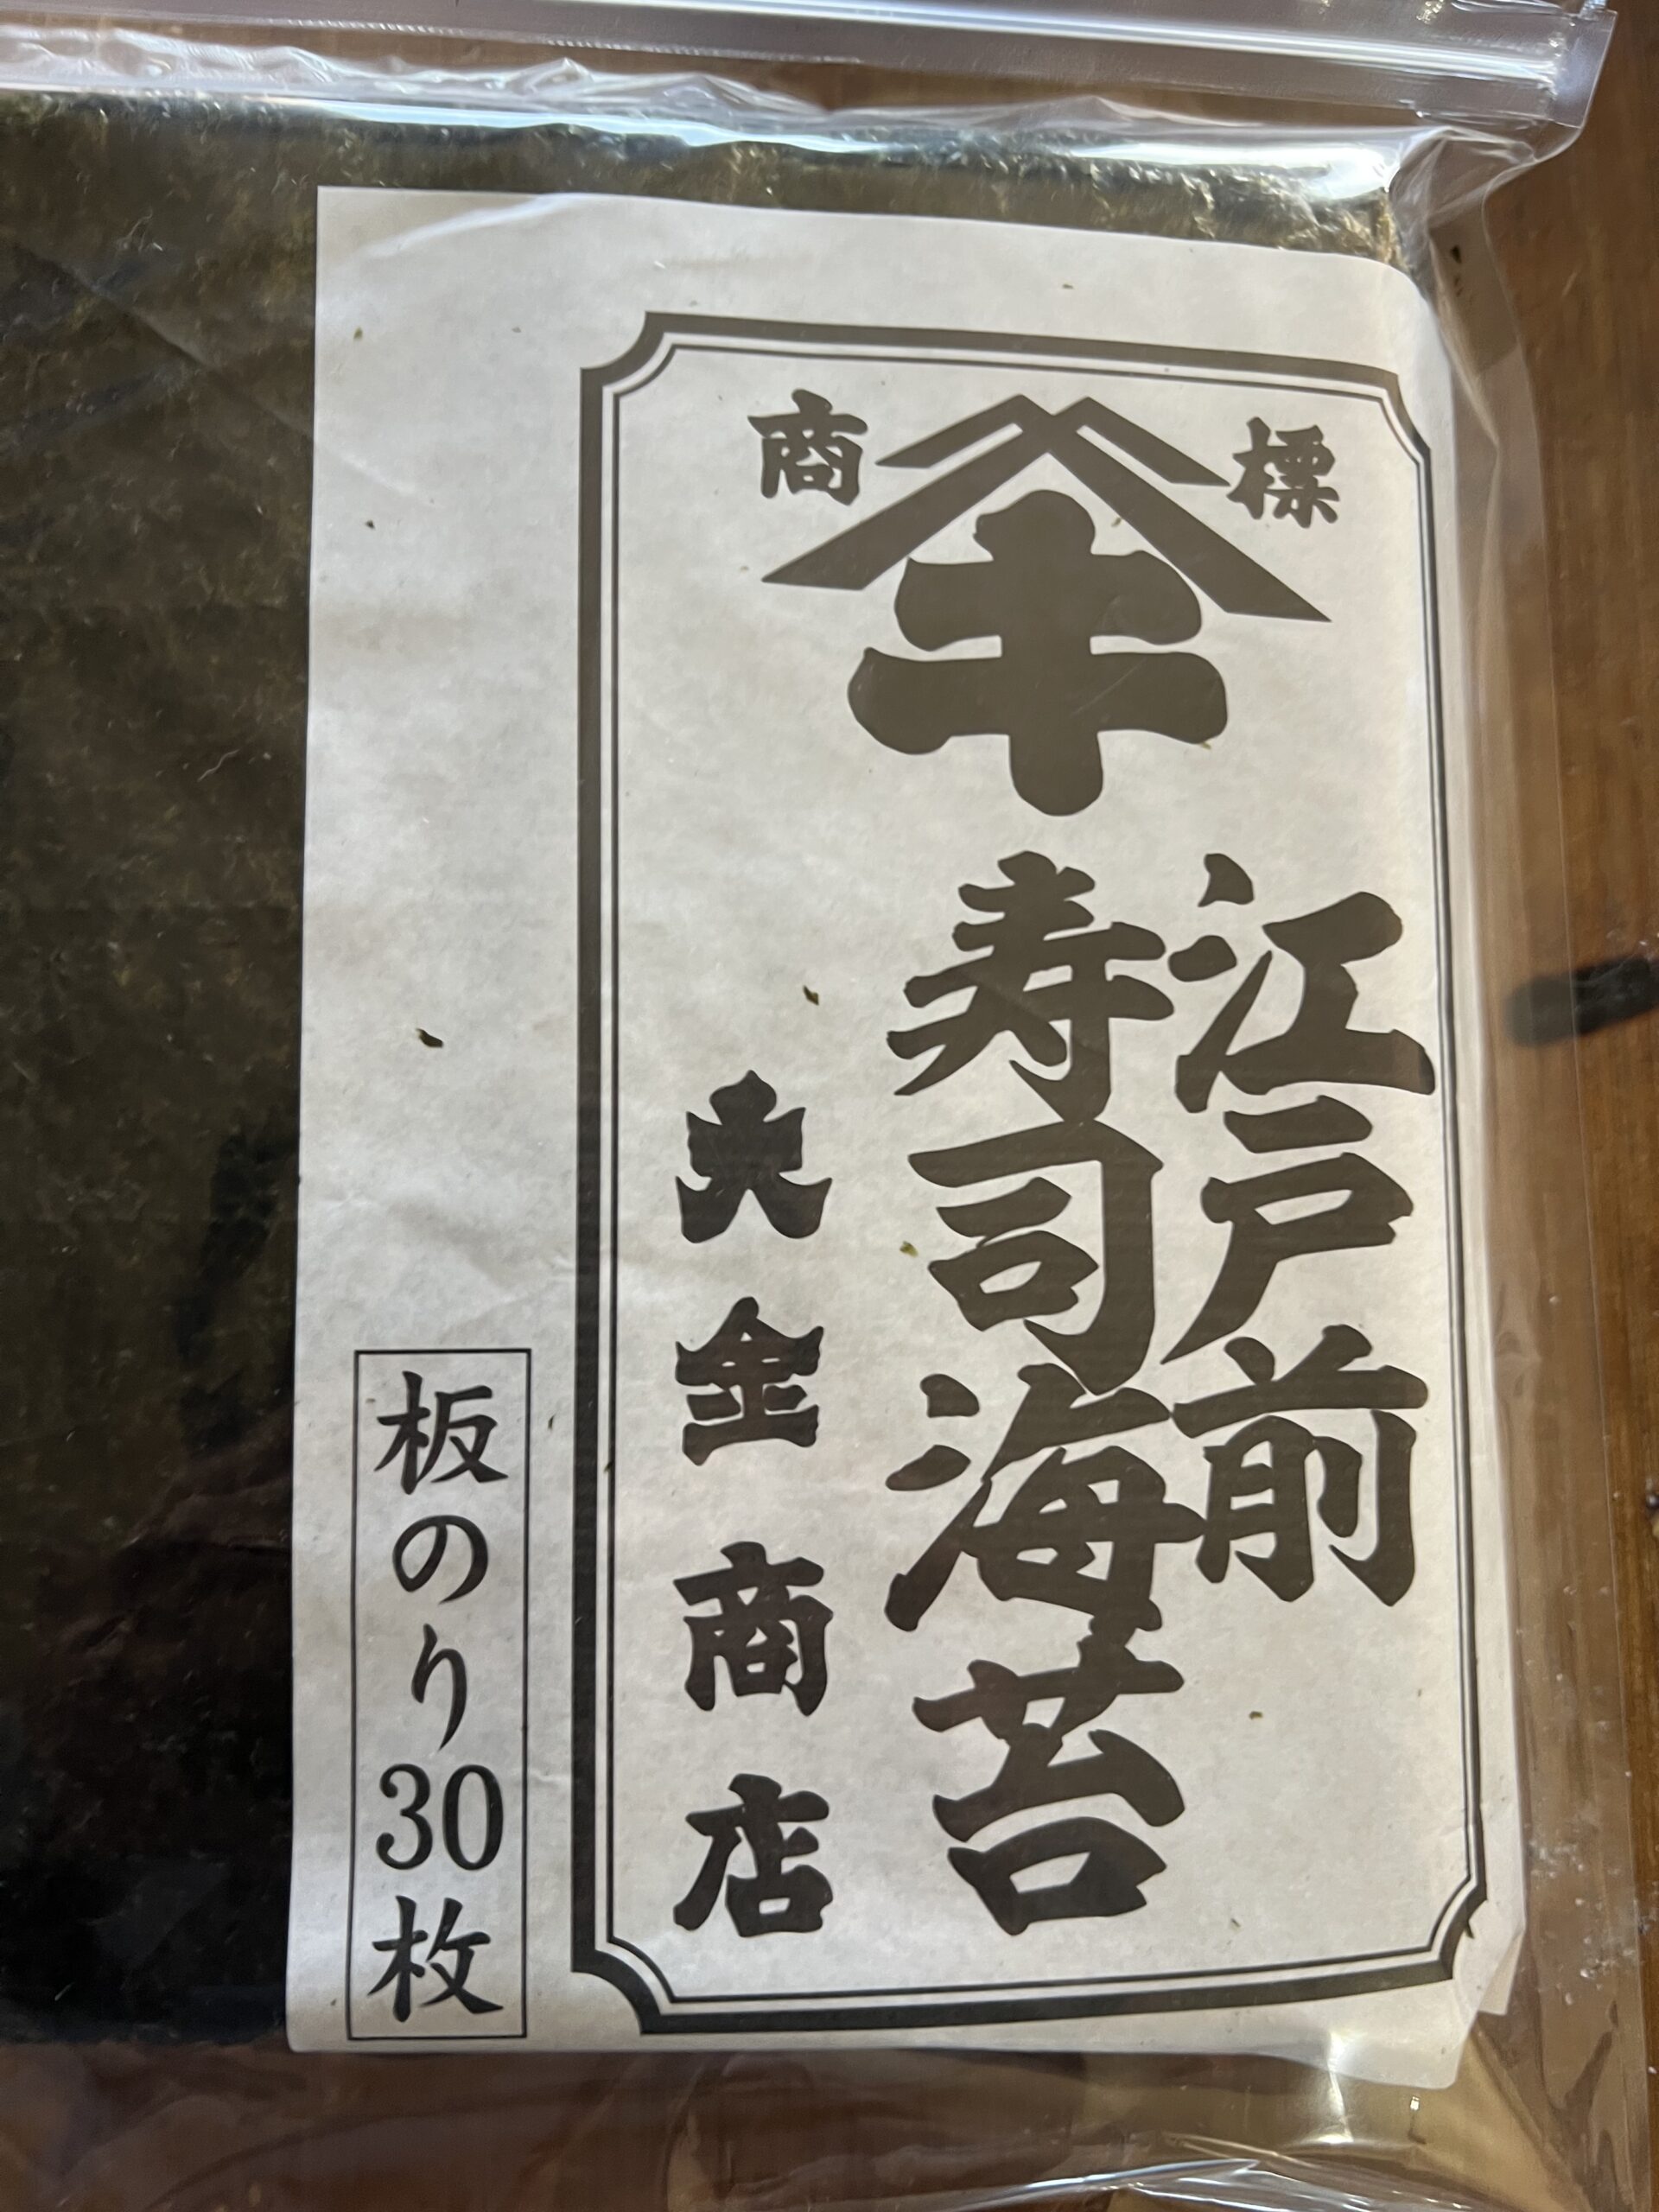 商標
キ
江戸前
寿司海苔
大金商店
板のり30枚